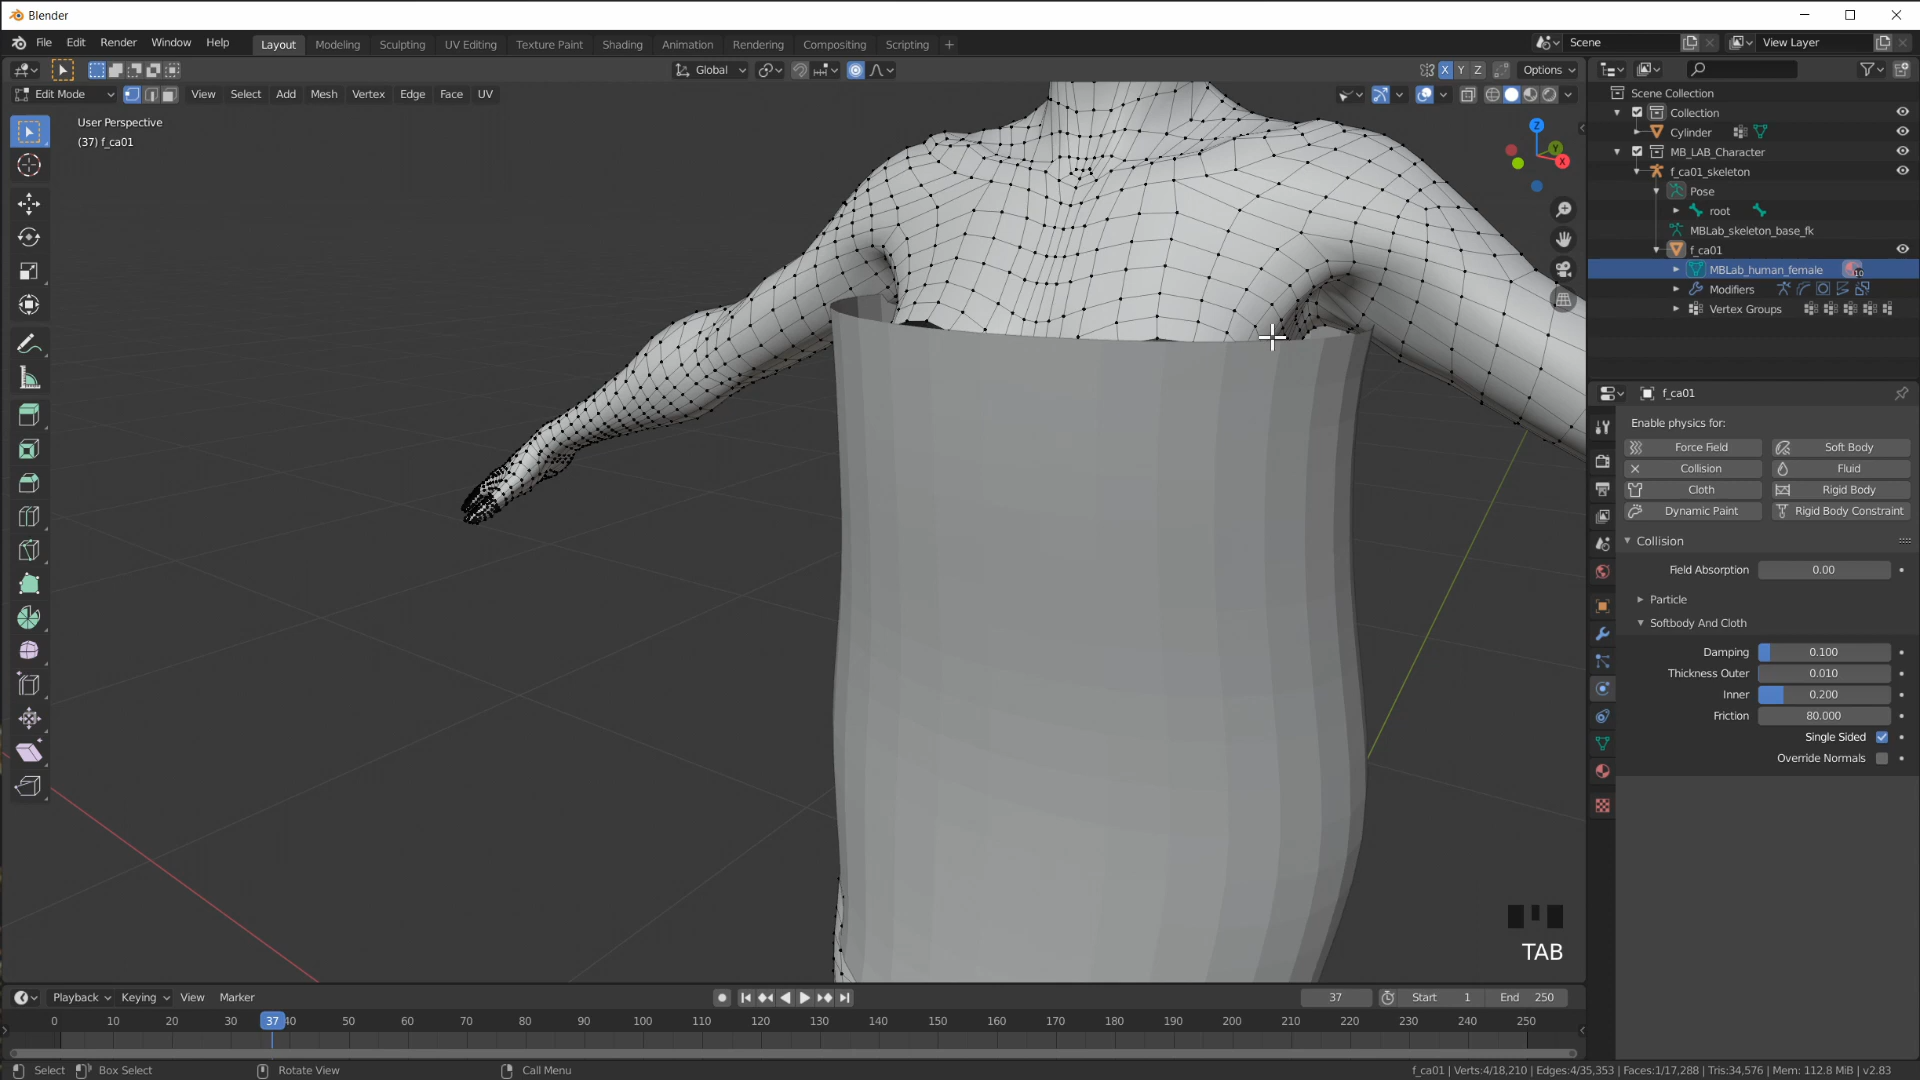 Blender
File Edit Render Window Help Layout Modeling Sculpting UV Editing Texture Paint Shading Animation Rendering Compositing Scripting + Scene View Layer
Global X Y Z Options
Edit Mode View Select Add Mesh Vertex Edge Face UV
User Perspective
(37) f_ca01
Z
Y
X
Scene Collection
Collection
Cylinder
MB_LAB_Character
f_ca01_skeleton
Pose
root
MBLab_skeleton_base_fk
f_ca01
MBLab_human_female 10
Modifiers
Vertex Groups
f_ca01
Enable physics for:
Force Field Soft Body
Collision Fluid
Cloth Rigid Body
Dynamic Paint Rigid Body Constraint
Collision
Field Absorption 0.00
Particle
Softbody And Cloth
Damping 0.100
Thickness Outer 0.010
Inner 0.200
Friction 80.000
Single Sided
Override Normals
TAB
Playback Keying View Marker 37 Start 1 End 250
0 10 20 30 37 40 50 60 70 80 90 100 110 120 130 140 150 160 170 180 190 200 210 220 230 240 250
Select Box Select Rotate View Call Menu f_ca01 | Verts:4/18,210 | Edges:4/35,353 | Faces:1/17,288 | Tris:34,576 | Mem: 112.8 MiB | v2.83